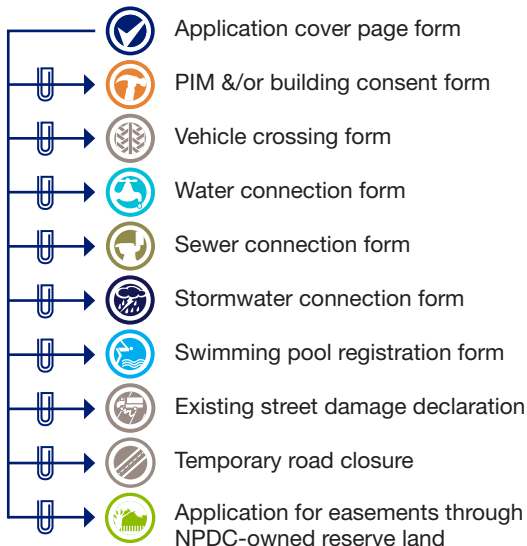 Application cover page form
PIM &/or building consent form
Vehicle crossing form
Water connection form
Sewer connection form
Stormwater connection form
Swimming pool registration form
Existing street damage declaration
Temporary road closure
Application for easements through
NPDC-owned reserve land